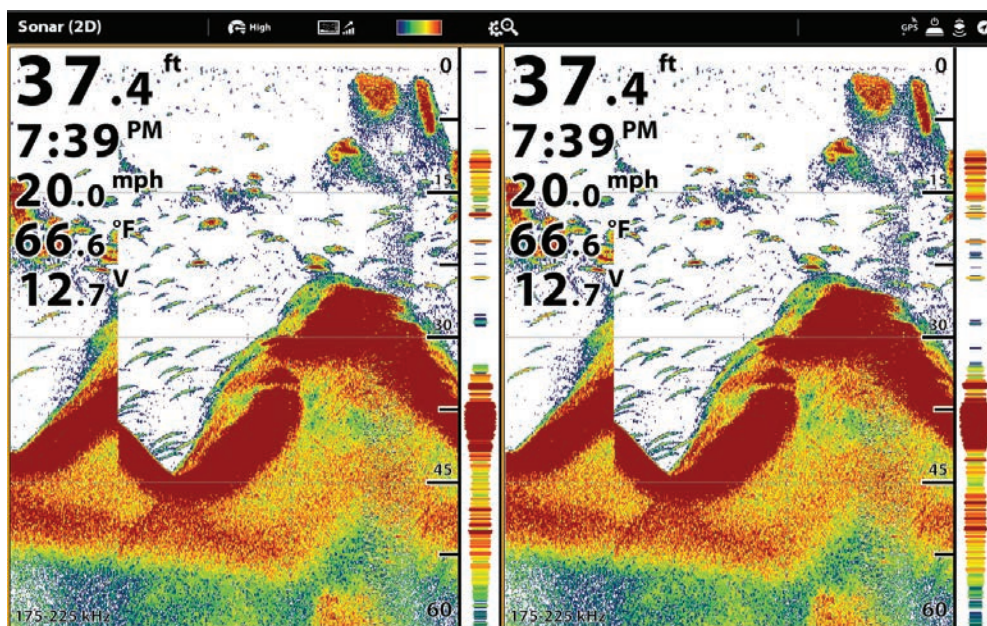 Sonar (2D) High GPS
37.4 ft
7:39 PM
20.0 mph
66.6 °F
12.7 V
0
15
30
45
60
175-225 kHz
37.4 ft
7:39 PM
20.0 mph
66.6 °F
12.7 V
0
15
30
45
60
175-225 kHz